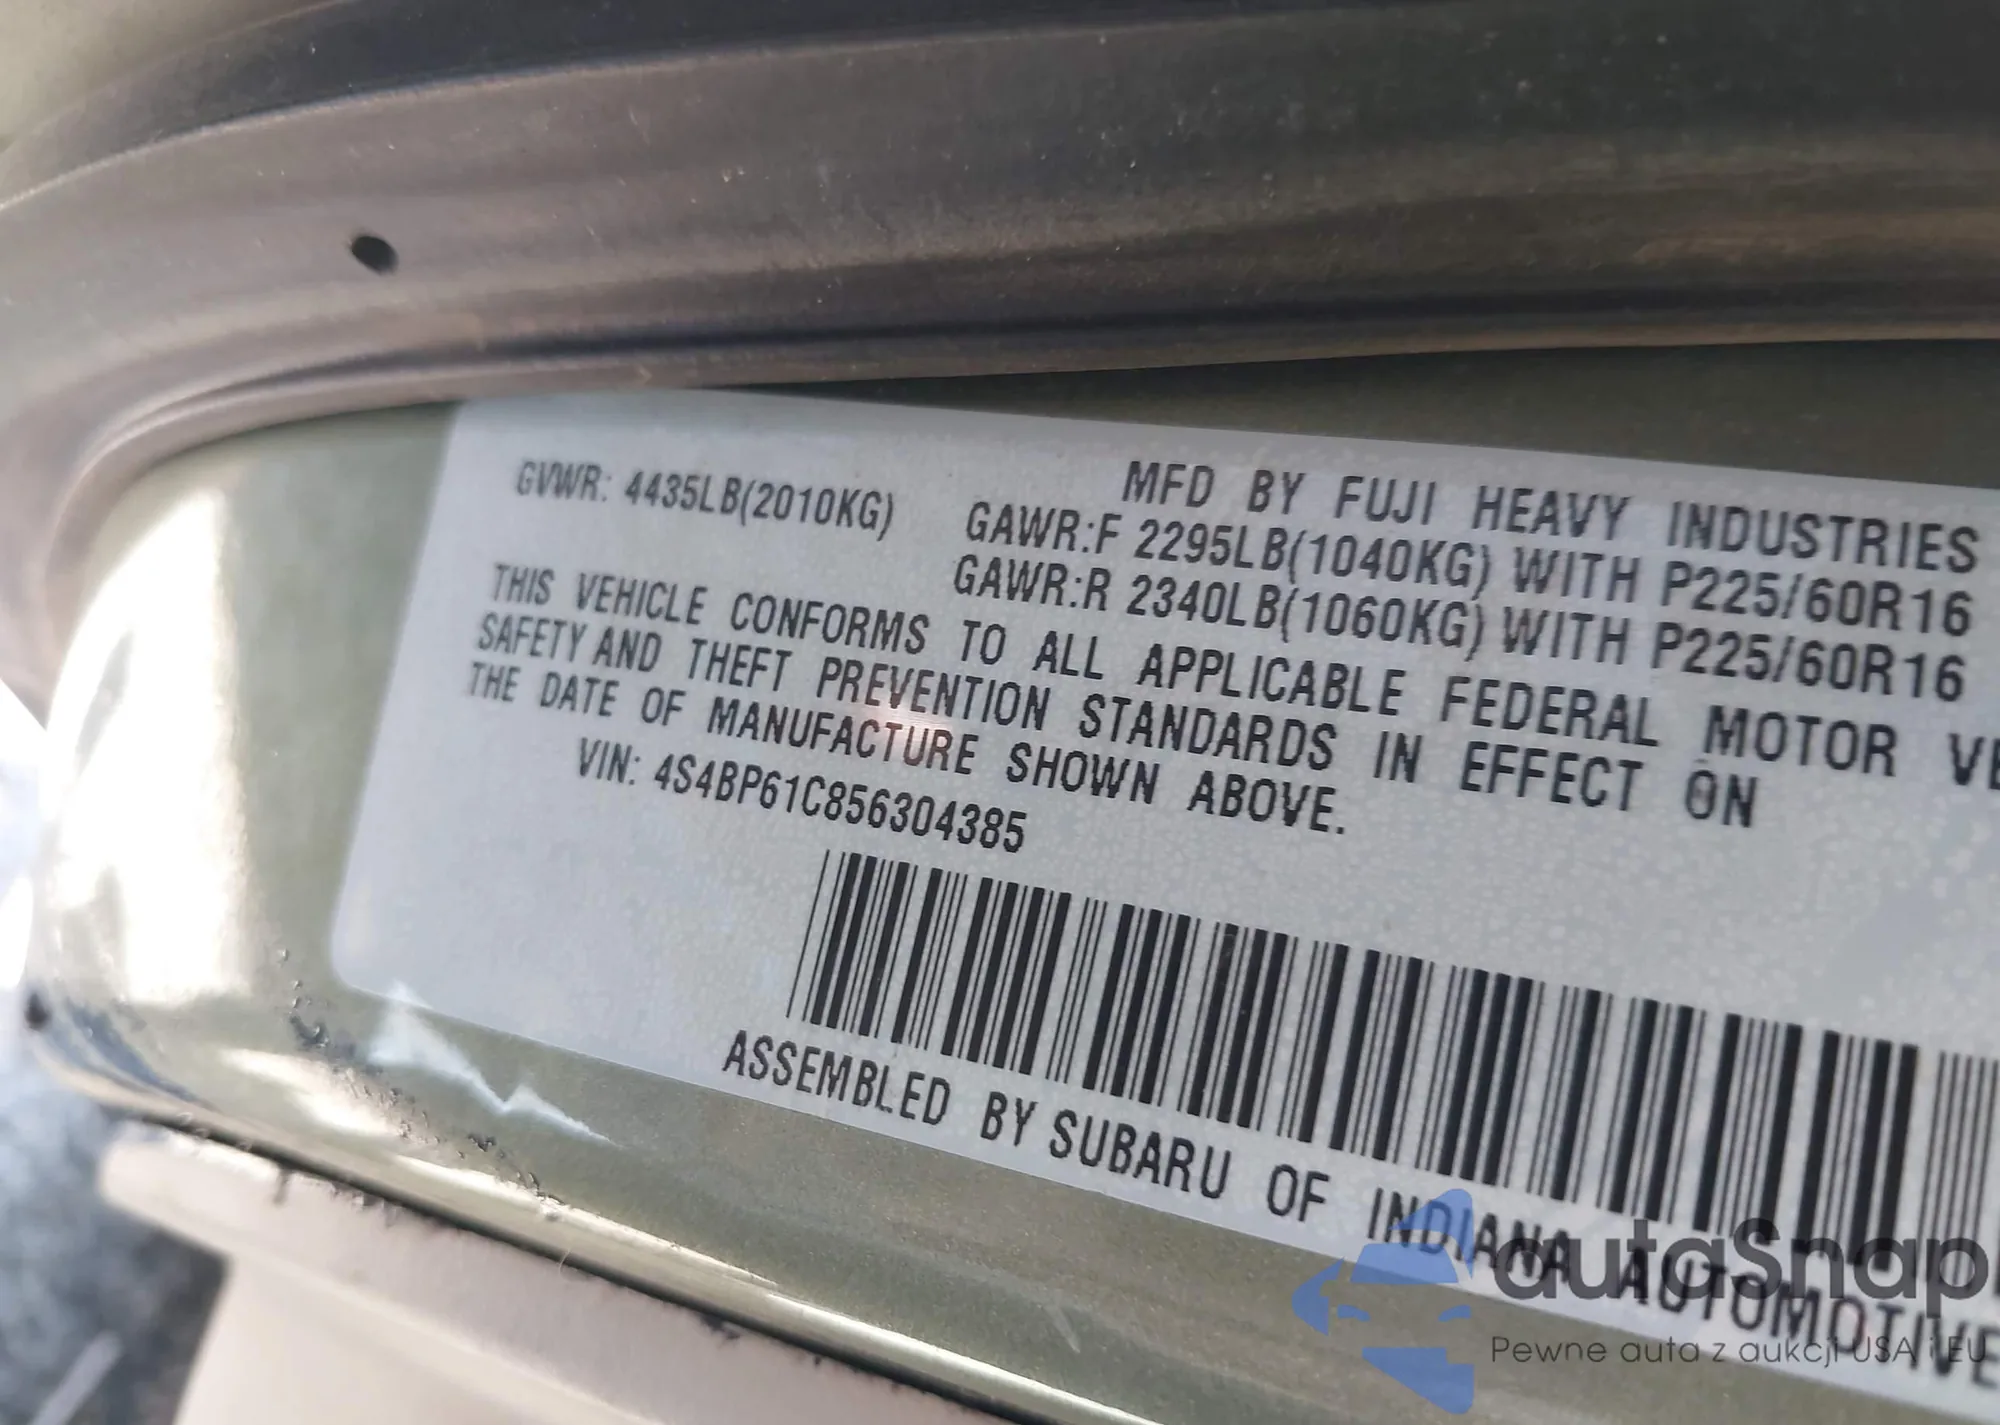 MFD BY FUJI HEAVY INDUSTRIES
GVWR: 4435LB(2010KG) GAWR:F 2295LB(1040KG) WITH P225/60R16
GAWR:R 2340LB(1060KG) WITH P225/60R16
THIS VEHICLE CONFORMS TO ALL APPLICABLE FEDERAL MOTOR VE
SAFETY AND THEFT PREVENTION STANDARDS IN EFFECT ON
THE DATE OF MANUFACTURE SHOWN ABOVE.
VIN: 4S4BP61C856304385
ASSEMBLED BY SUBARU OF INDIANA AUTOMOTIVE
autaSnap
Pewne auta z aukcji USA i EU